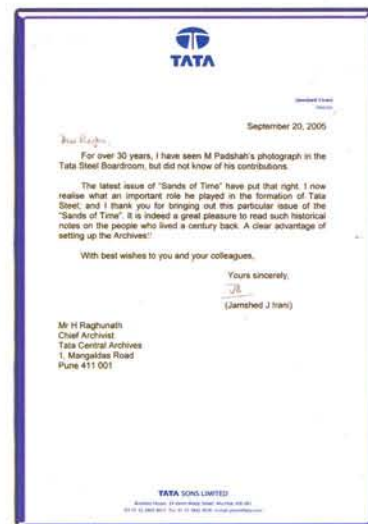 TATA
Jamshed J Irani
September 20, 2005
For over 30 years, I have seen M Padshah's photograph in the
Tata Steel Boardroom, but did not know of his contributions.
The latest issue of "Sands of Time" have put that right. I now
realise what an important role he played in the formation of Tata
Steel; and I thank you for bringing out this particular issue of the
"Sands of Time". It is indeed a great pleasure to read such historical
notes on the people who lived a century back. A clear advantage of
setting up the Archives!!
With best wishes to you and your colleagues,
Yours sincerely,
(Jamshed J Irani)
Mr H Raghunath
Chief Archivist
Tata Central Archives
1, Mangaldas Road
Pune 411 001
TATA SONS LIMITED